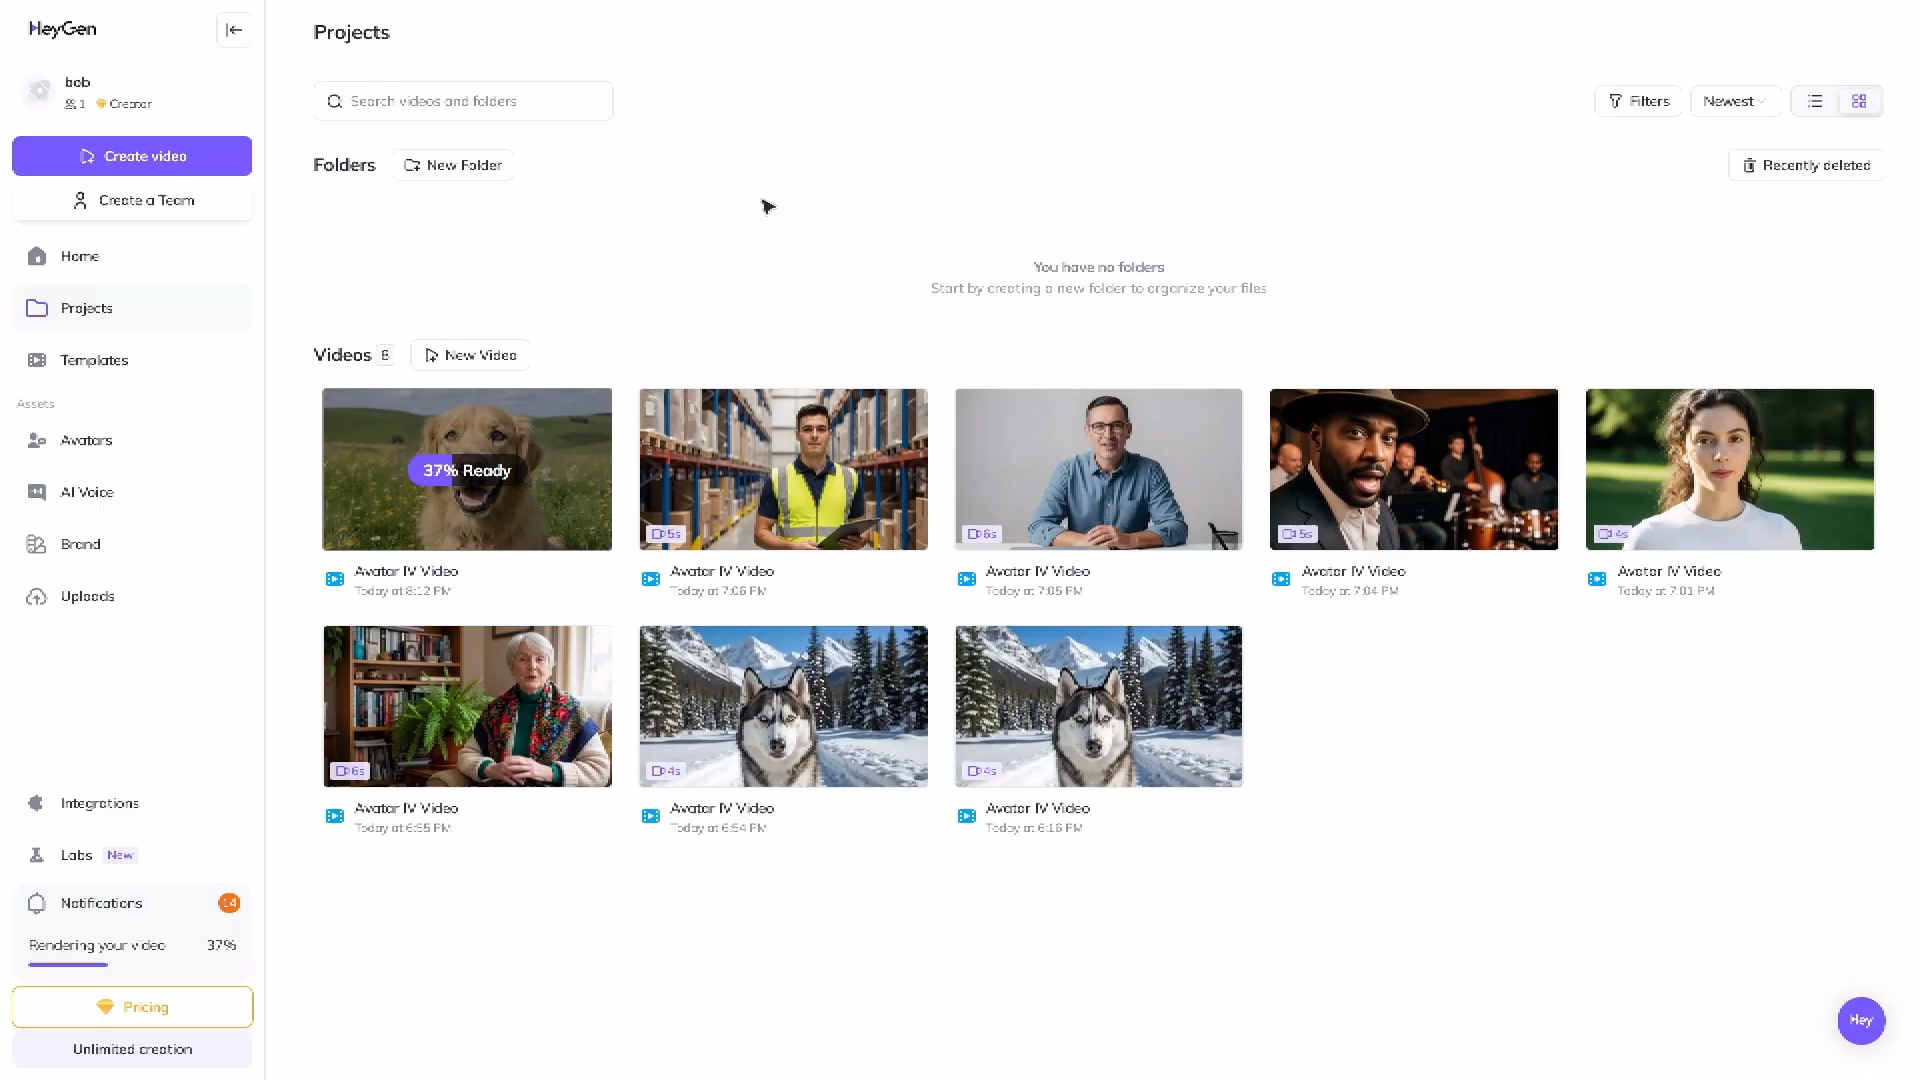 HeyGen
bob
1 Creator
Create video
Create a Team
Home
Projects
Templates
Assets
Avatars
AI Voice
Brand
Uploads
Integrations
Labs New
Notifications 14
Rendering your video 37%
Pricing
Unlimited creation
Projects
Search videos and folders
Filters
Newest
Folders
New Folder
Recently deleted
You have no folders
Start by creating a new folder to organize your files
Videos 8
New Video
37% Ready
5s
6s
5s
4s
Avatar IV Video
Today at 8:12 PM
Avatar IV Video
Today at 7:06 PM
Avatar IV Video
Today at 7:05 PM
Avatar IV Video
Today at 7:04 PM
Avatar IV Video
Today at 7:01 PM
6s
4s
4s
Avatar IV Video
Today at 6:55 PM
Avatar IV Video
Today at 6:54 PM
Avatar IV Video
Today at 6:16 PM
Hey